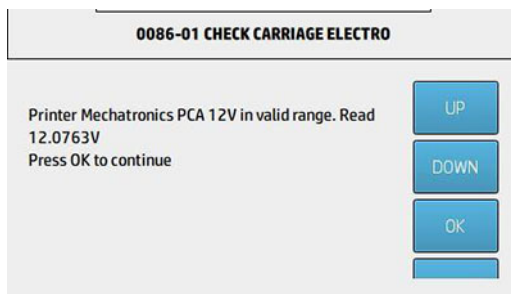 0086-01 CHECK CARRIAGE ELECTRO
Printer Mechatronics PCA 12V in valid range. Read
12.0763V
Press OK to continue
UP
DOWN
OK